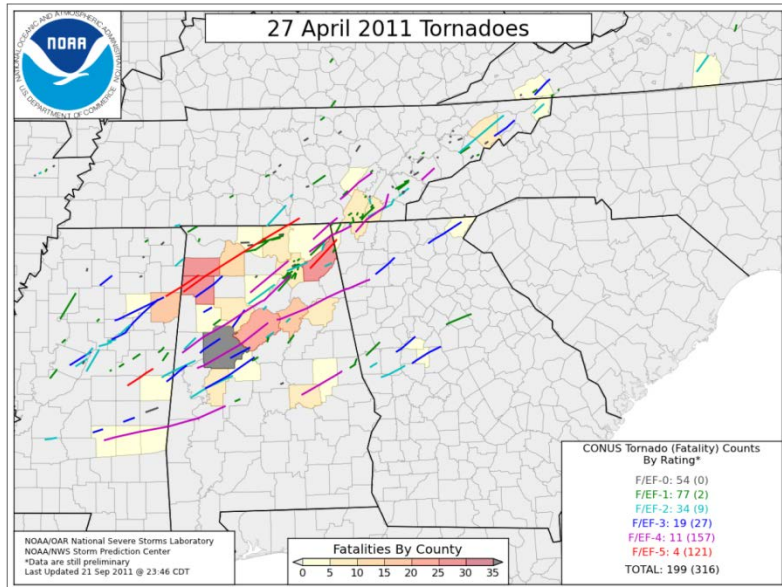 27 April 2011 Tornadoes
NATIONAL OCEANIC AND ATMOSPHERIC ADMINISTRATION
NOAA
U.S. DEPARTMENT OF COMMERCE
CONUS Tornado (Fatality) Counts
By Rating*
F/EF-0: 54 (0)
F/EF-1: 77 (2)
F/EF-2: 34 (9)
F/EF-3: 19 (27)
F/EF-4: 11 (157)
F/EF-5: 4 (121)
TOTAL: 199 (316)
NOAA/OAR National Severe Storms Laboratory
NOAA/NWS Storm Prediction Center
*Data are still preliminary
Last Updated 21 Sep 2011 @ 23:46 CDT
Fatalities By County
0 5 10 15 20 25 30 35